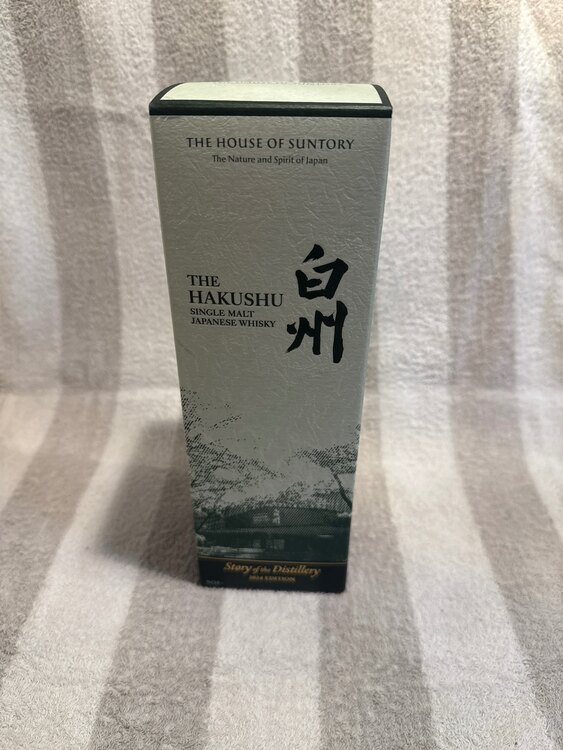 THE HOUSE OF SUNTORY
The Nature and Spirit of Japan
THE
HAKUSHU
SINGLE MALT
JAPANESE WHISKY
白州
Story of the Distillery
2024 EDITION